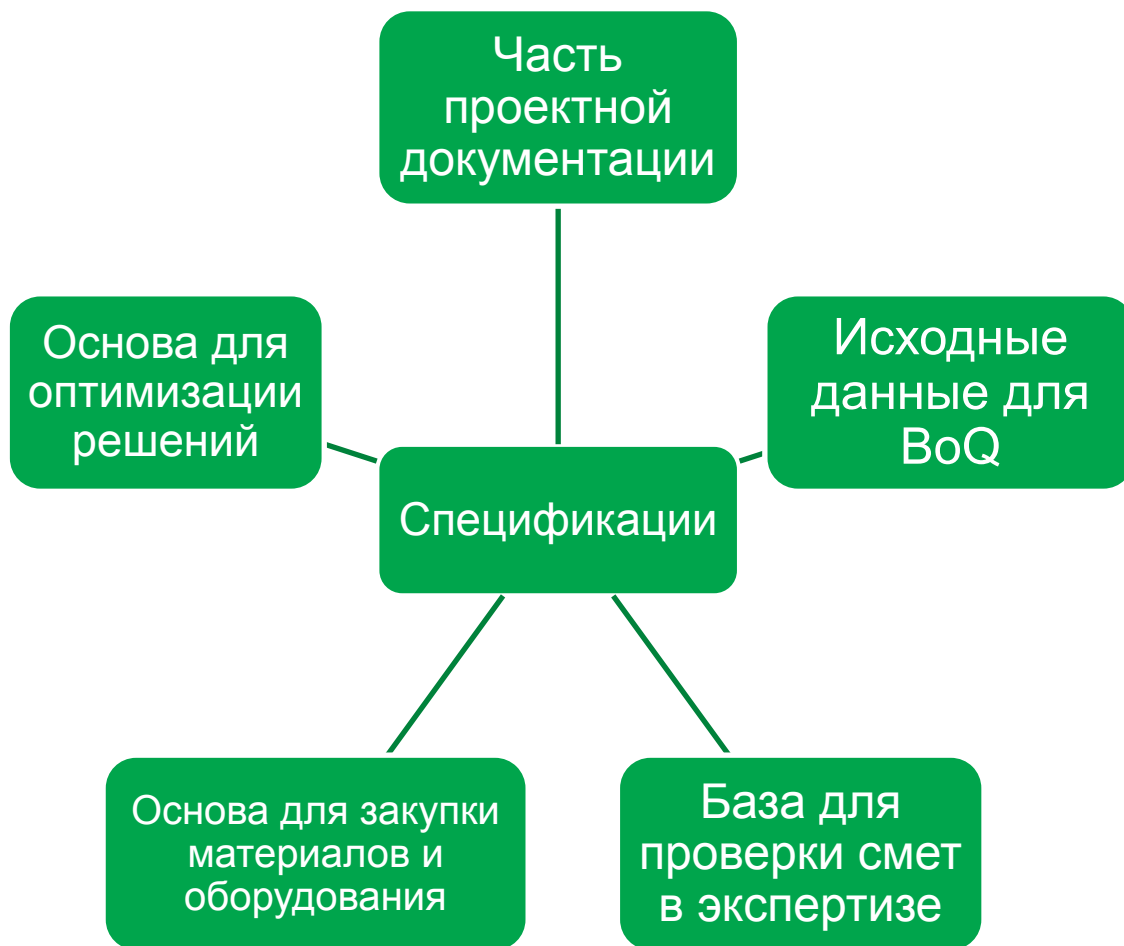 Часть
проектной
документации
Основа для
оптимизации
решений
Исходные
данные для
BoQ
Спецификации
Основа для закупки
материалов и
оборудования
База для
проверки смет
в экспертизе